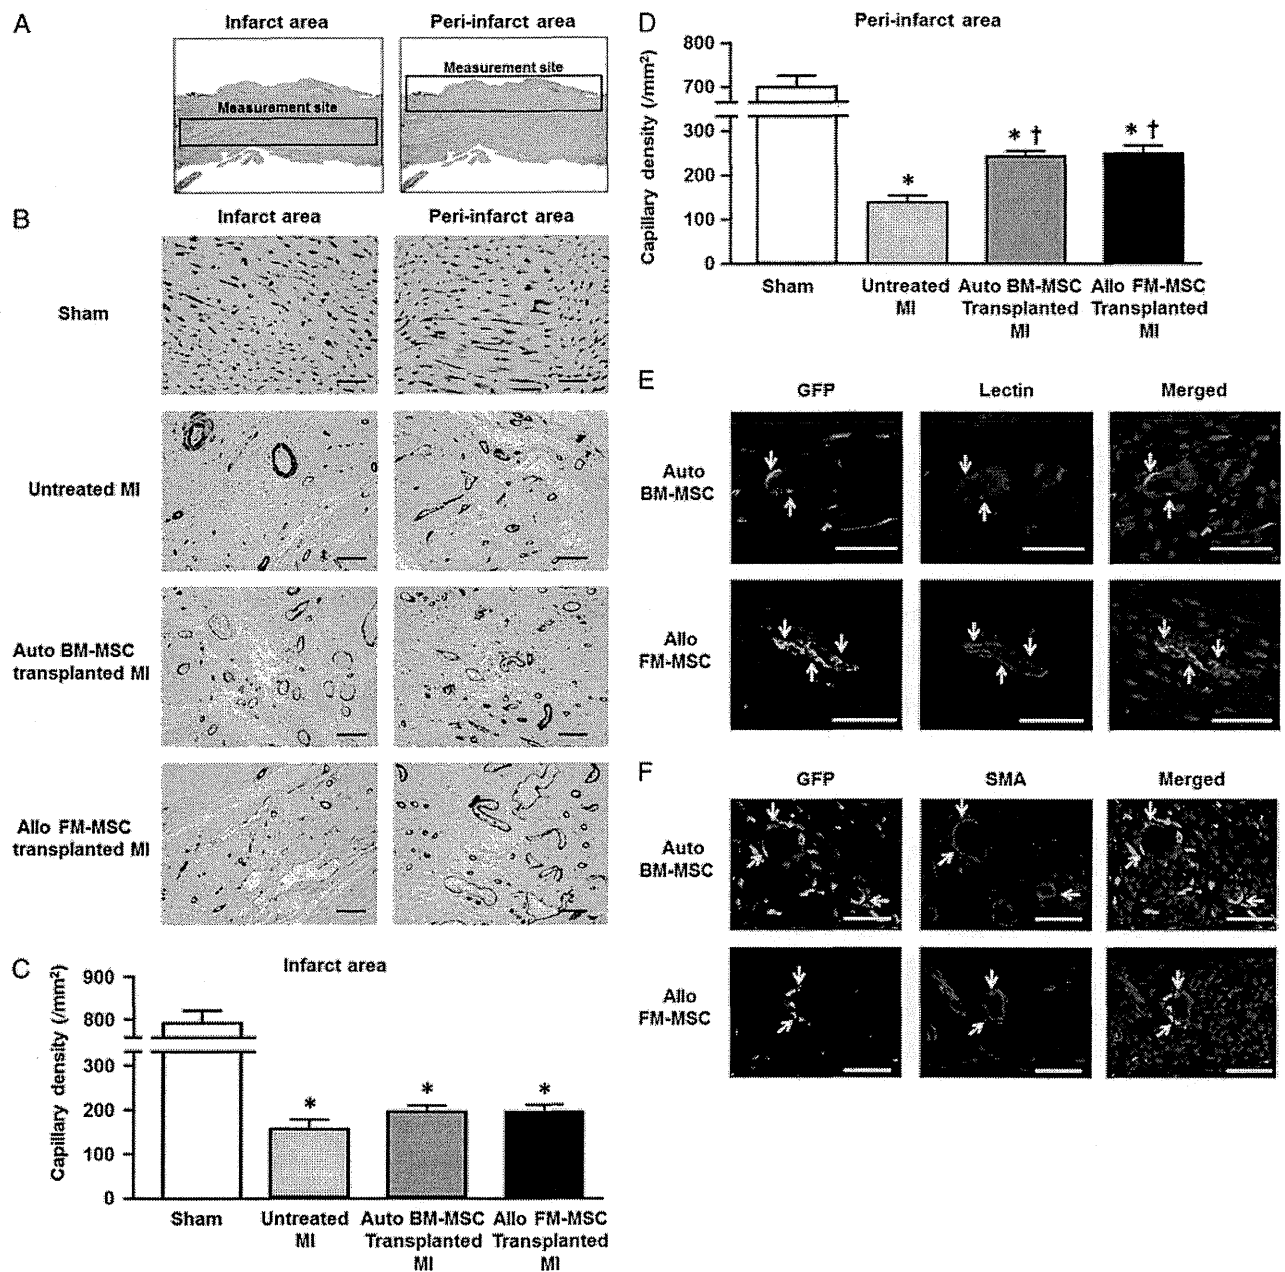 A
Infarct area
Peri-infarct area
Measurement site
Measurement site
B
Infarct area
Peri-infarct area
Sham
Untreated MI
Auto BM-MSC
transplanted MI
Allo FM-MSC
transplanted MI
C
Infarct area
Capillary density (/mm²)
900
800
300
200
100
0
*
*
*
Sham
Untreated
MI
Auto BM-MSC
Transplanted
MI
Allo FM-MSC
Transplanted
MI
D
Peri-infarct area
Capillary density (/mm²)
800
700
300
200
100
0
*
* †
* †
Sham
Untreated
MI
Auto BM-MSC
Transplanted
MI
Allo FM-MSC
Transplanted
MI
E
GFP
Lectin
Merged
Auto
BM-MSC
Allo
FM-MSC
F
GFP
SMA
Merged
Auto
BM-MSC
Allo
FM-MSC